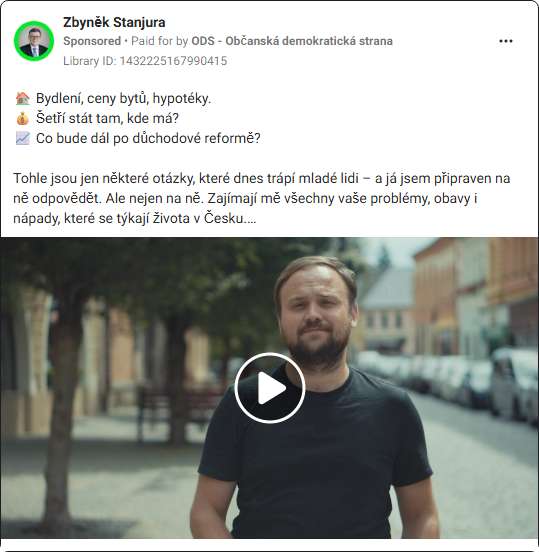 Zbyněk Stanjura
Sponsored • Paid for by ODS - Občanská demokratická strana
Library ID: 1432225167990415
🏠 Bydlení, ceny bytů, hypotéky.
💰 Šetří stát tam, kde má?
📈 Co bude dál po důchodové reformě?
Tohle jsou jen některé otázky, které dnes trápí mladé lidi – a já jsem připraven na
ně odpovědět. Ale nejen na ně. Zajímají mě všechny vaše problémy, obavy i
nápady, které se týkají života v Česku....